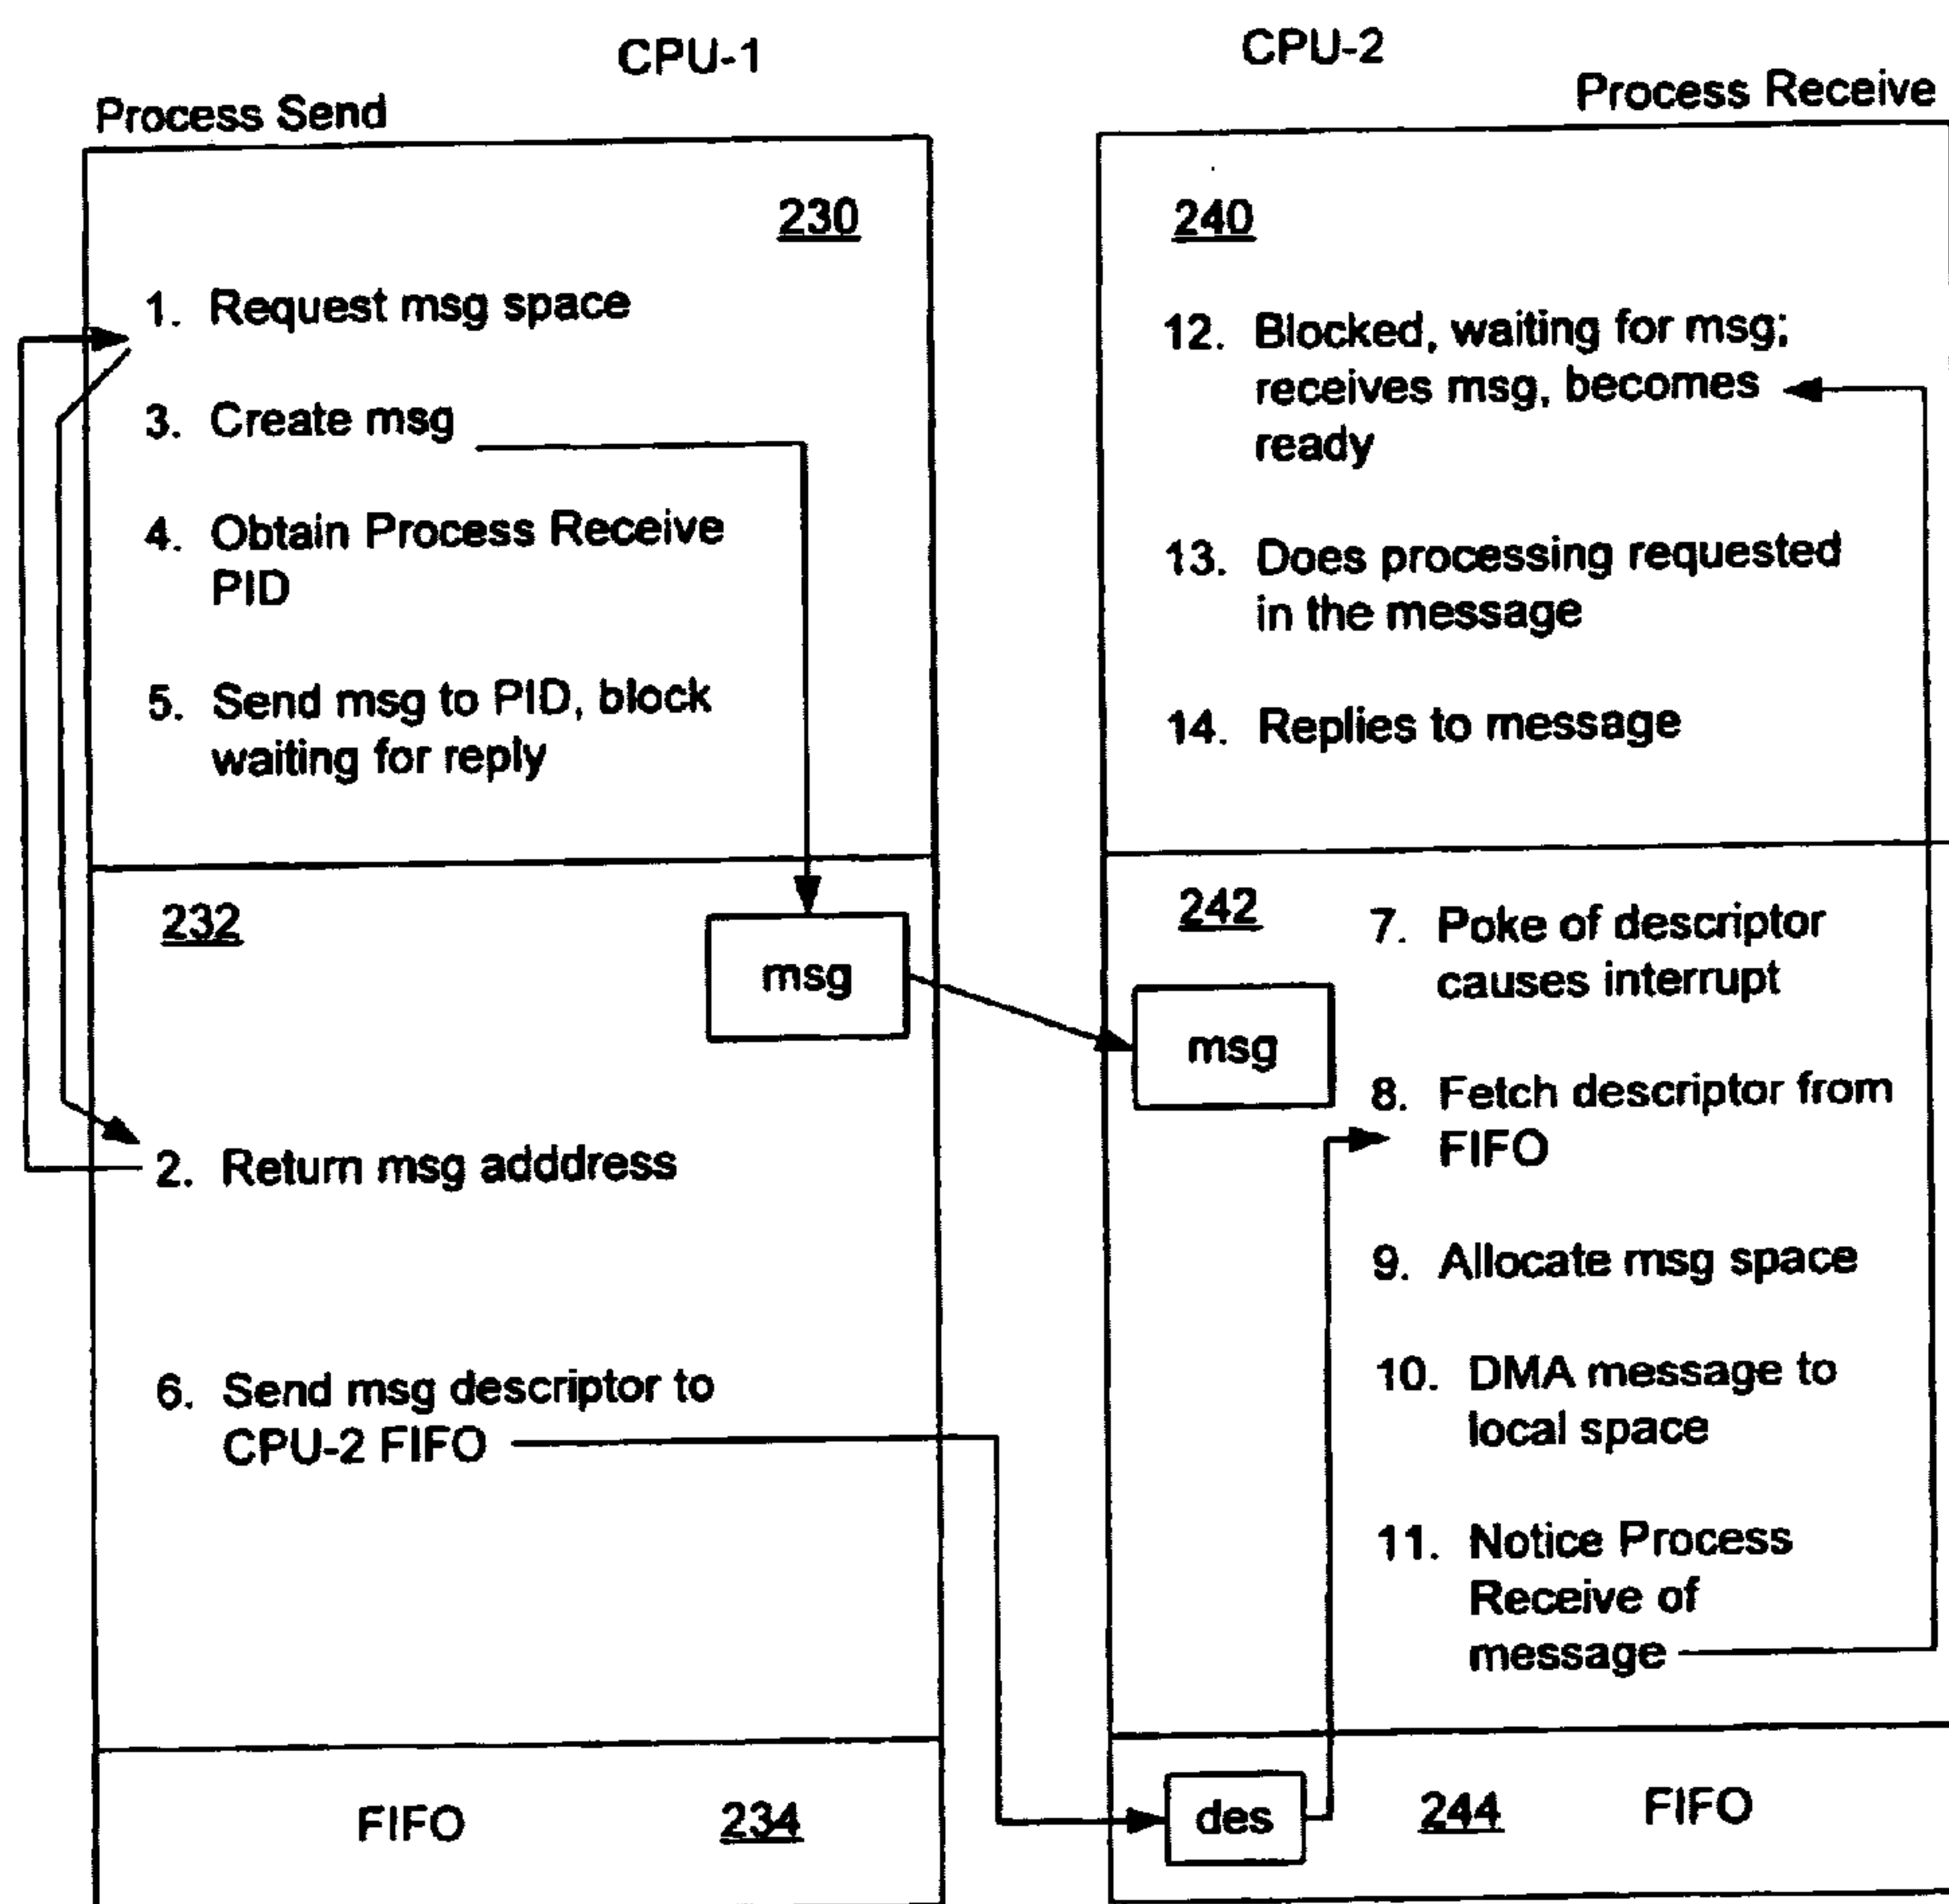 CPU-1
Process Send
230
1. Request msg space
3. Create msg
4. Obtain Process Receive
PID
5. Send msg to PID, block
waiting for reply
232
msg
2. Return msg adddress
6. Send msg descriptor to
CPU-2 FIFO
FIFO
234
CPU-2
Process Receive
240
12. Blocked, waiting for msg;
receives msg, becomes
ready
13. Does processing requested
in the message
14. Replies to message
242
7. Poke of descriptor
causes interrupt
msg
8. Fetch descriptor from
FIFO
9. Allocate msg space
10. DMA message to
local space
11. Notice Process
Receive of
message
des
244
FIFO